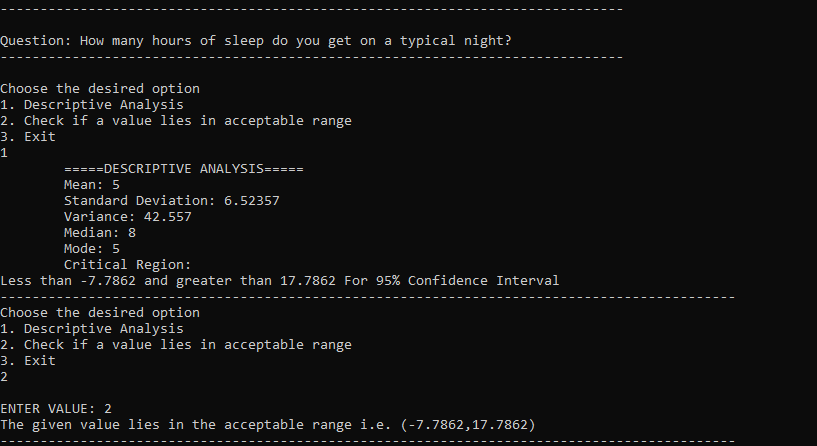 ------------------------------------------------------------------------------
Question: How many hours of sleep do you get on a typical night?
------------------------------------------------------------------------------
Choose the desired option
1. Descriptive Analysis
2. Check if a value lies in acceptable range
3. Exit
1
=====DESCRIPTIVE ANALYSIS=====
Mean: 5
Standard Deviation: 6.52357
Variance: 42.557
Median: 8
Mode: 5
Critical Region:
Less than -7.7862 and greater than 17.7862 For 95% Confidence Interval
--------------------------------------------------------------------------------------------
Choose the desired option
1. Descriptive Analysis
2. Check if a value lies in acceptable range
3. Exit
2
ENTER VALUE: 2
The given value lies in the acceptable range i.e. (-7.7862,17.7862)
--------------------------------------------------------------------------------------------